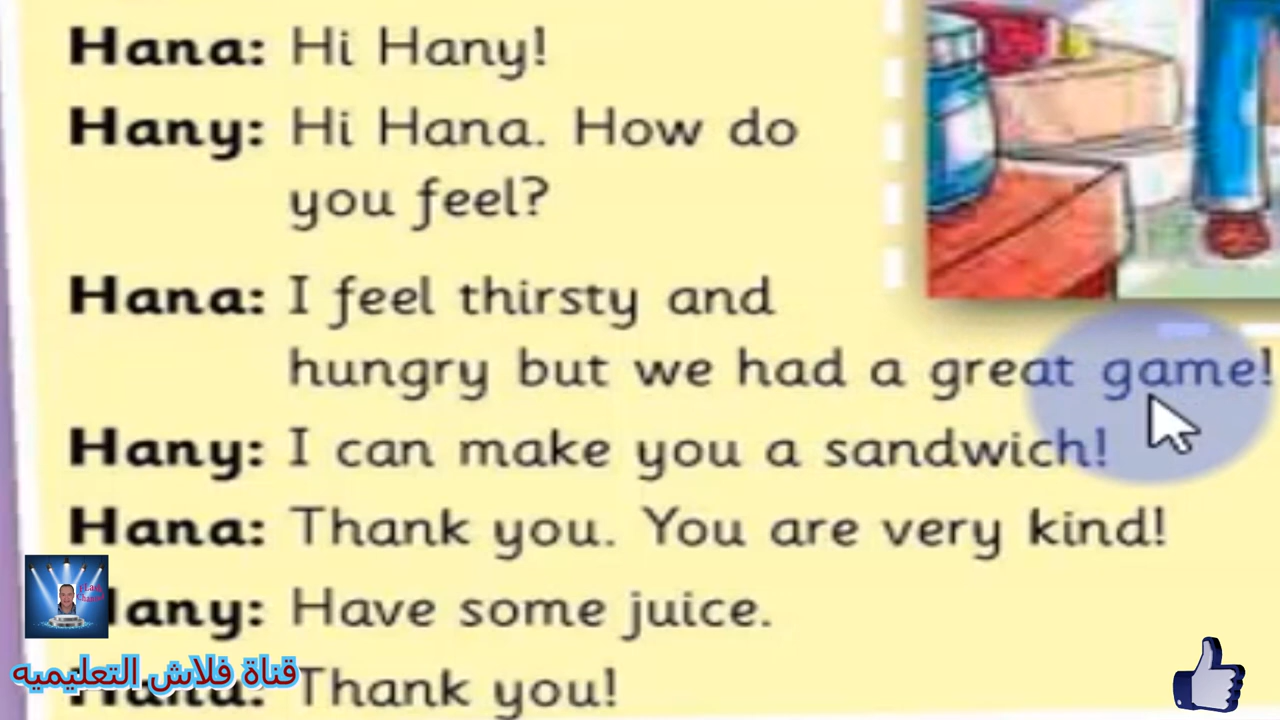 Hana: Hi Hany!
Hany: Hi Hana. How do
you feel?
Hana: I feel thirsty and
hungry but we had a great game!
Hany: I can make you a sandwich!
Hana: Thank you. You are very kind!
Hany: Have some juice.
Hana: Thank you!
قناة فلاش التعليميه